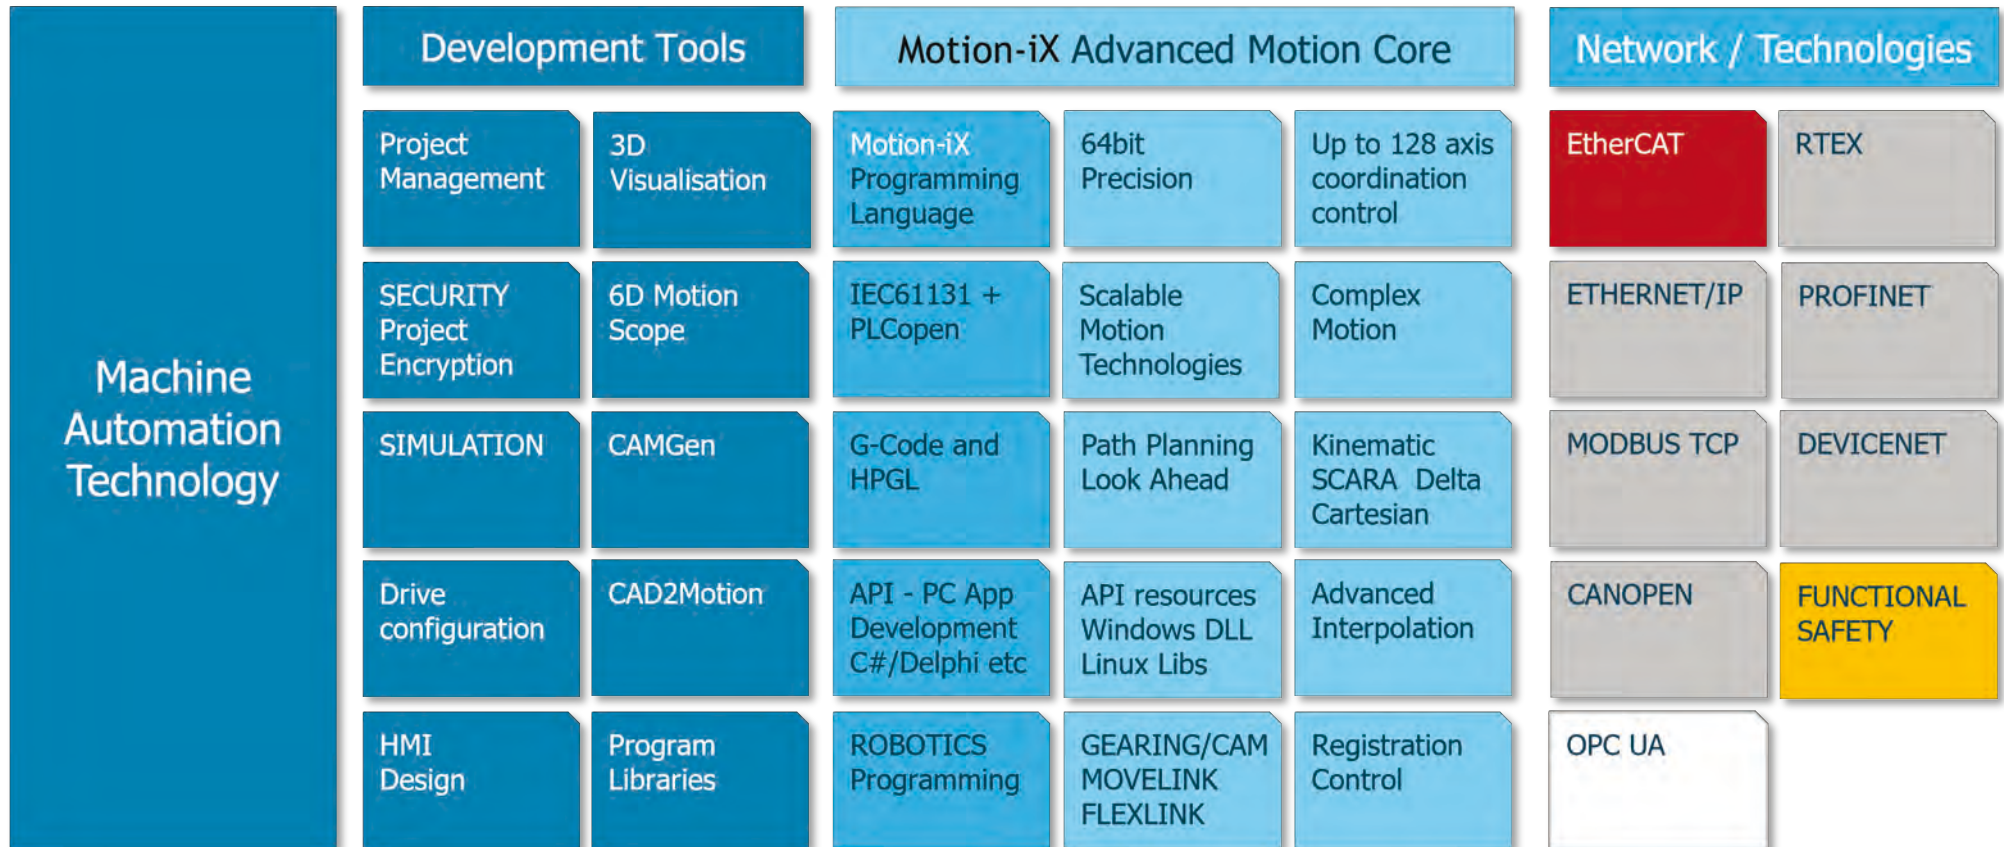 Machine
Automation
Technology
Development Tools
Project
Management
3D
Visualisation
SECURITY
Project
Encryption
6D Motion
Scope
SIMULATION
CAMGen
Drive
configuration
CAD2Motion
HMI
Design
Program
Libraries
Motion-iX Advanced Motion Core
Motion-iX
Programming
Language
64bit
Precision
Up to 128 axis
coordination
control
IEC61131 +
PLCopen
Scalable
Motion
Technologies
Complex
Motion
G-Code and
HPGL
Path Planning
Look Ahead
Kinematic
SCARA Delta
Cartesian
API - PC App
Development
C#/Delphi etc
API resources
Windows DLL
Linux Libs
Advanced
Interpolation
ROBOTICS
Programming
GEARING/CAM
MOVELINK
FLEXLINK
Registration
Control
Network / Technologies
EtherCAT
RTEX
ETHERNET/IP
PROFINET
MODBUS TCP
DEVICENET
CANOPEN
FUNCTIONAL
SAFETY
OPC UA